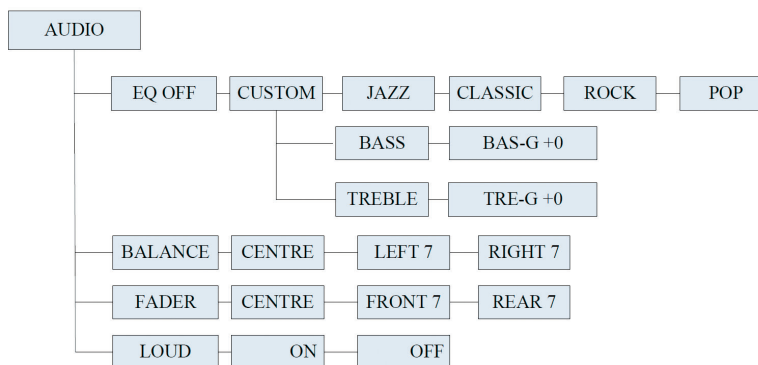 AUDIO
EQ OFF CUSTOM JAZZ CLASSIC ROCK POP
BASS BAS-G +0
TREBLE TRE-G +0
BALANCE CENTRE LEFT 7 RIGHT 7
FADER CENTRE FRONT 7 REAR 7
LOUD ON OFF